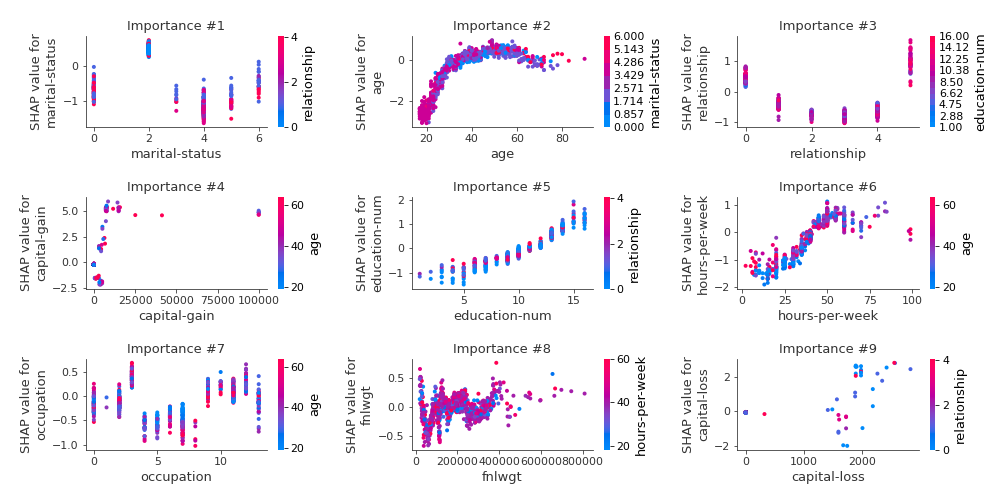 Importance #1
SHAP value for
marital-status
0
−1
0 2 4 6
marital-status
4
2
0
relationship
Importance #2
SHAP value for
age
0
−2
20 40 60 80
age
6.000
5.143
4.286
3.429
2.571
1.714
0.857
0.000
marital-status
Importance #3
SHAP value for
relationship
1
0
−1
0 2 4
relationship
16.00
14.12
12.25
10.38
8.50
6.62
4.75
2.88
1.00
education-num
Importance #4
SHAP value for
capital-gain
5.0
2.5
0.0
−2.5
0 25000 50000 75000 100000
capital-gain
60
40
20
age
Importance #5
SHAP value for
education-num
2
1
0
−1
5 10 15
education-num
4
2
0
relationship
Importance #6
SHAP value for
hours-per-week
1
0
−1
−2
0 25 50 75 100
hours-per-week
60
40
20
age
Importance #7
SHAP value for
occupation
0.5
0.0
−0.5
−1.0
0 5 10
occupation
60
40
20
age
Importance #8
SHAP value for
fnlwgt
0.5
0.0
−0.5
0 200000 400000 600000 800000
fnlwgt
60
40
20
hours-per-week
Importance #9
SHAP value for
capital-loss
2
0
−2
0 1000 2000
capital-loss
4
2
0
relationship